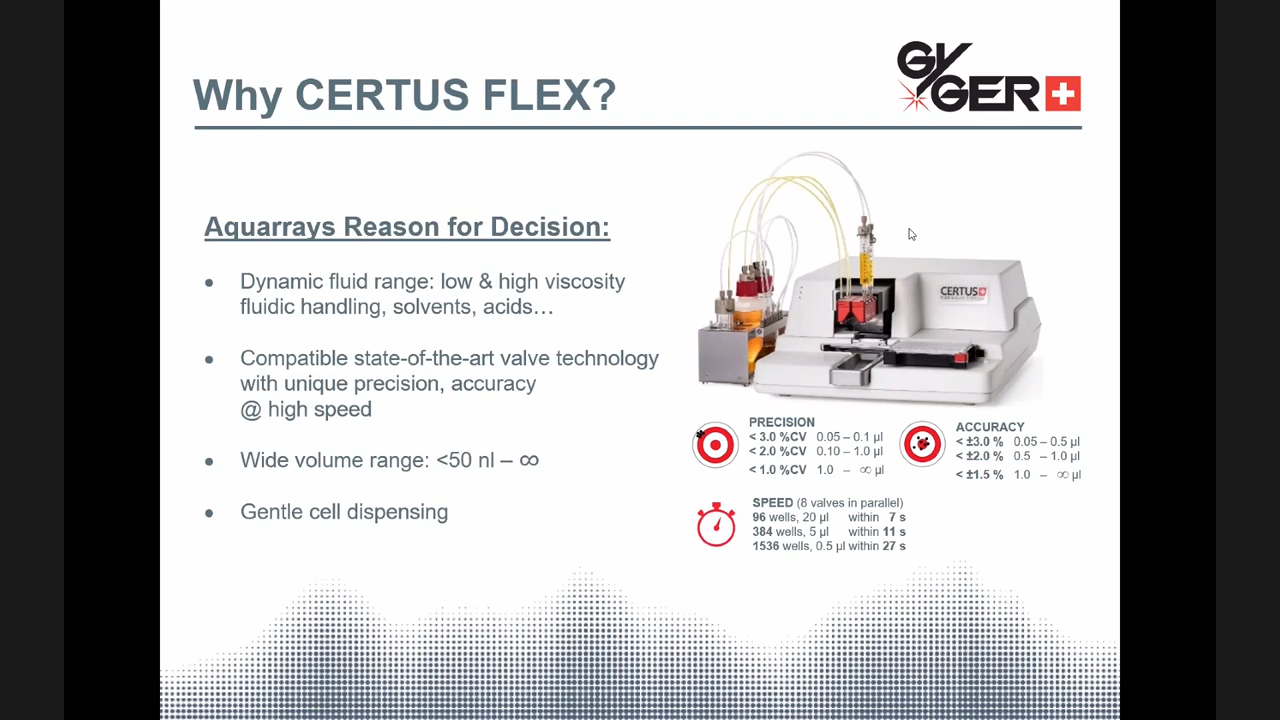 Why CERTUS FLEX?
GYGER
Aquarrays Reason for Decision:
• Dynamic fluid range: low & high viscosity
fluidic handling, solvents, acids…
• Compatible state-of-the-art valve technology
with unique precision, accuracy
@ high speed
• Wide volume range: <50 nl – ∞
• Gentle cell dispensing
CERTUS
PRECISION
< 3.0 %CV 0.05 – 0.1 µl
< 2.0 %CV 0.10 – 1.0 µl
< 1.0 %CV 1.0 – ∞ µl
ACCURACY
< ±3.0 % 0.05 – 0.5 µl
< ±2.0 % 0.5 – 1.0 µl
< ±1.5 % 1.0 – ∞ µl
SPEED (8 valves in parallel)
96 wells, 20 µl within 7 s
384 wells, 5 µl within 11 s
1536 wells, 0.5 µl within 27 s